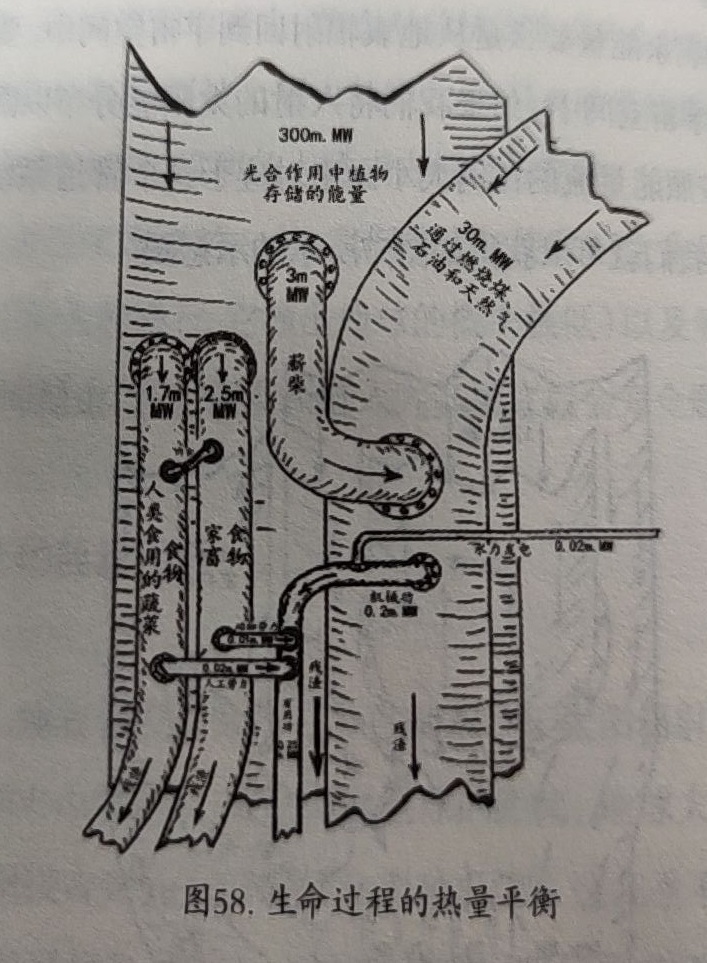 300m. MW
光合作用中植物
存储的能量
30m. MW
通过燃烧煤、
石油和天然气
3m
MW
薪柴
1.7m
MW
2.5m
MW
人类食用的蔬菜
食物
家畜
食物
水力发电 0.02m. MW
机械功
0.2m. MW
0.01m. MW
0.02m. MW
人工劳力
残渣
残渣
图58. 生命过程的热量平衡